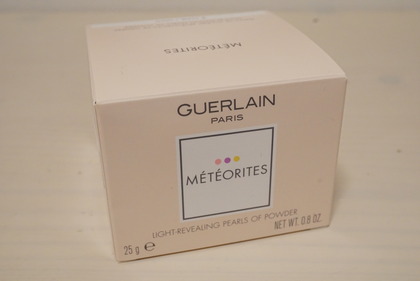 MÉTÉORITES
GUERLAIN
PARIS
MÉTÉORITES
LIGHT-REVEALING PEARLS OF POWDER
25 g ℮ NET WT. 0.8 OZ.